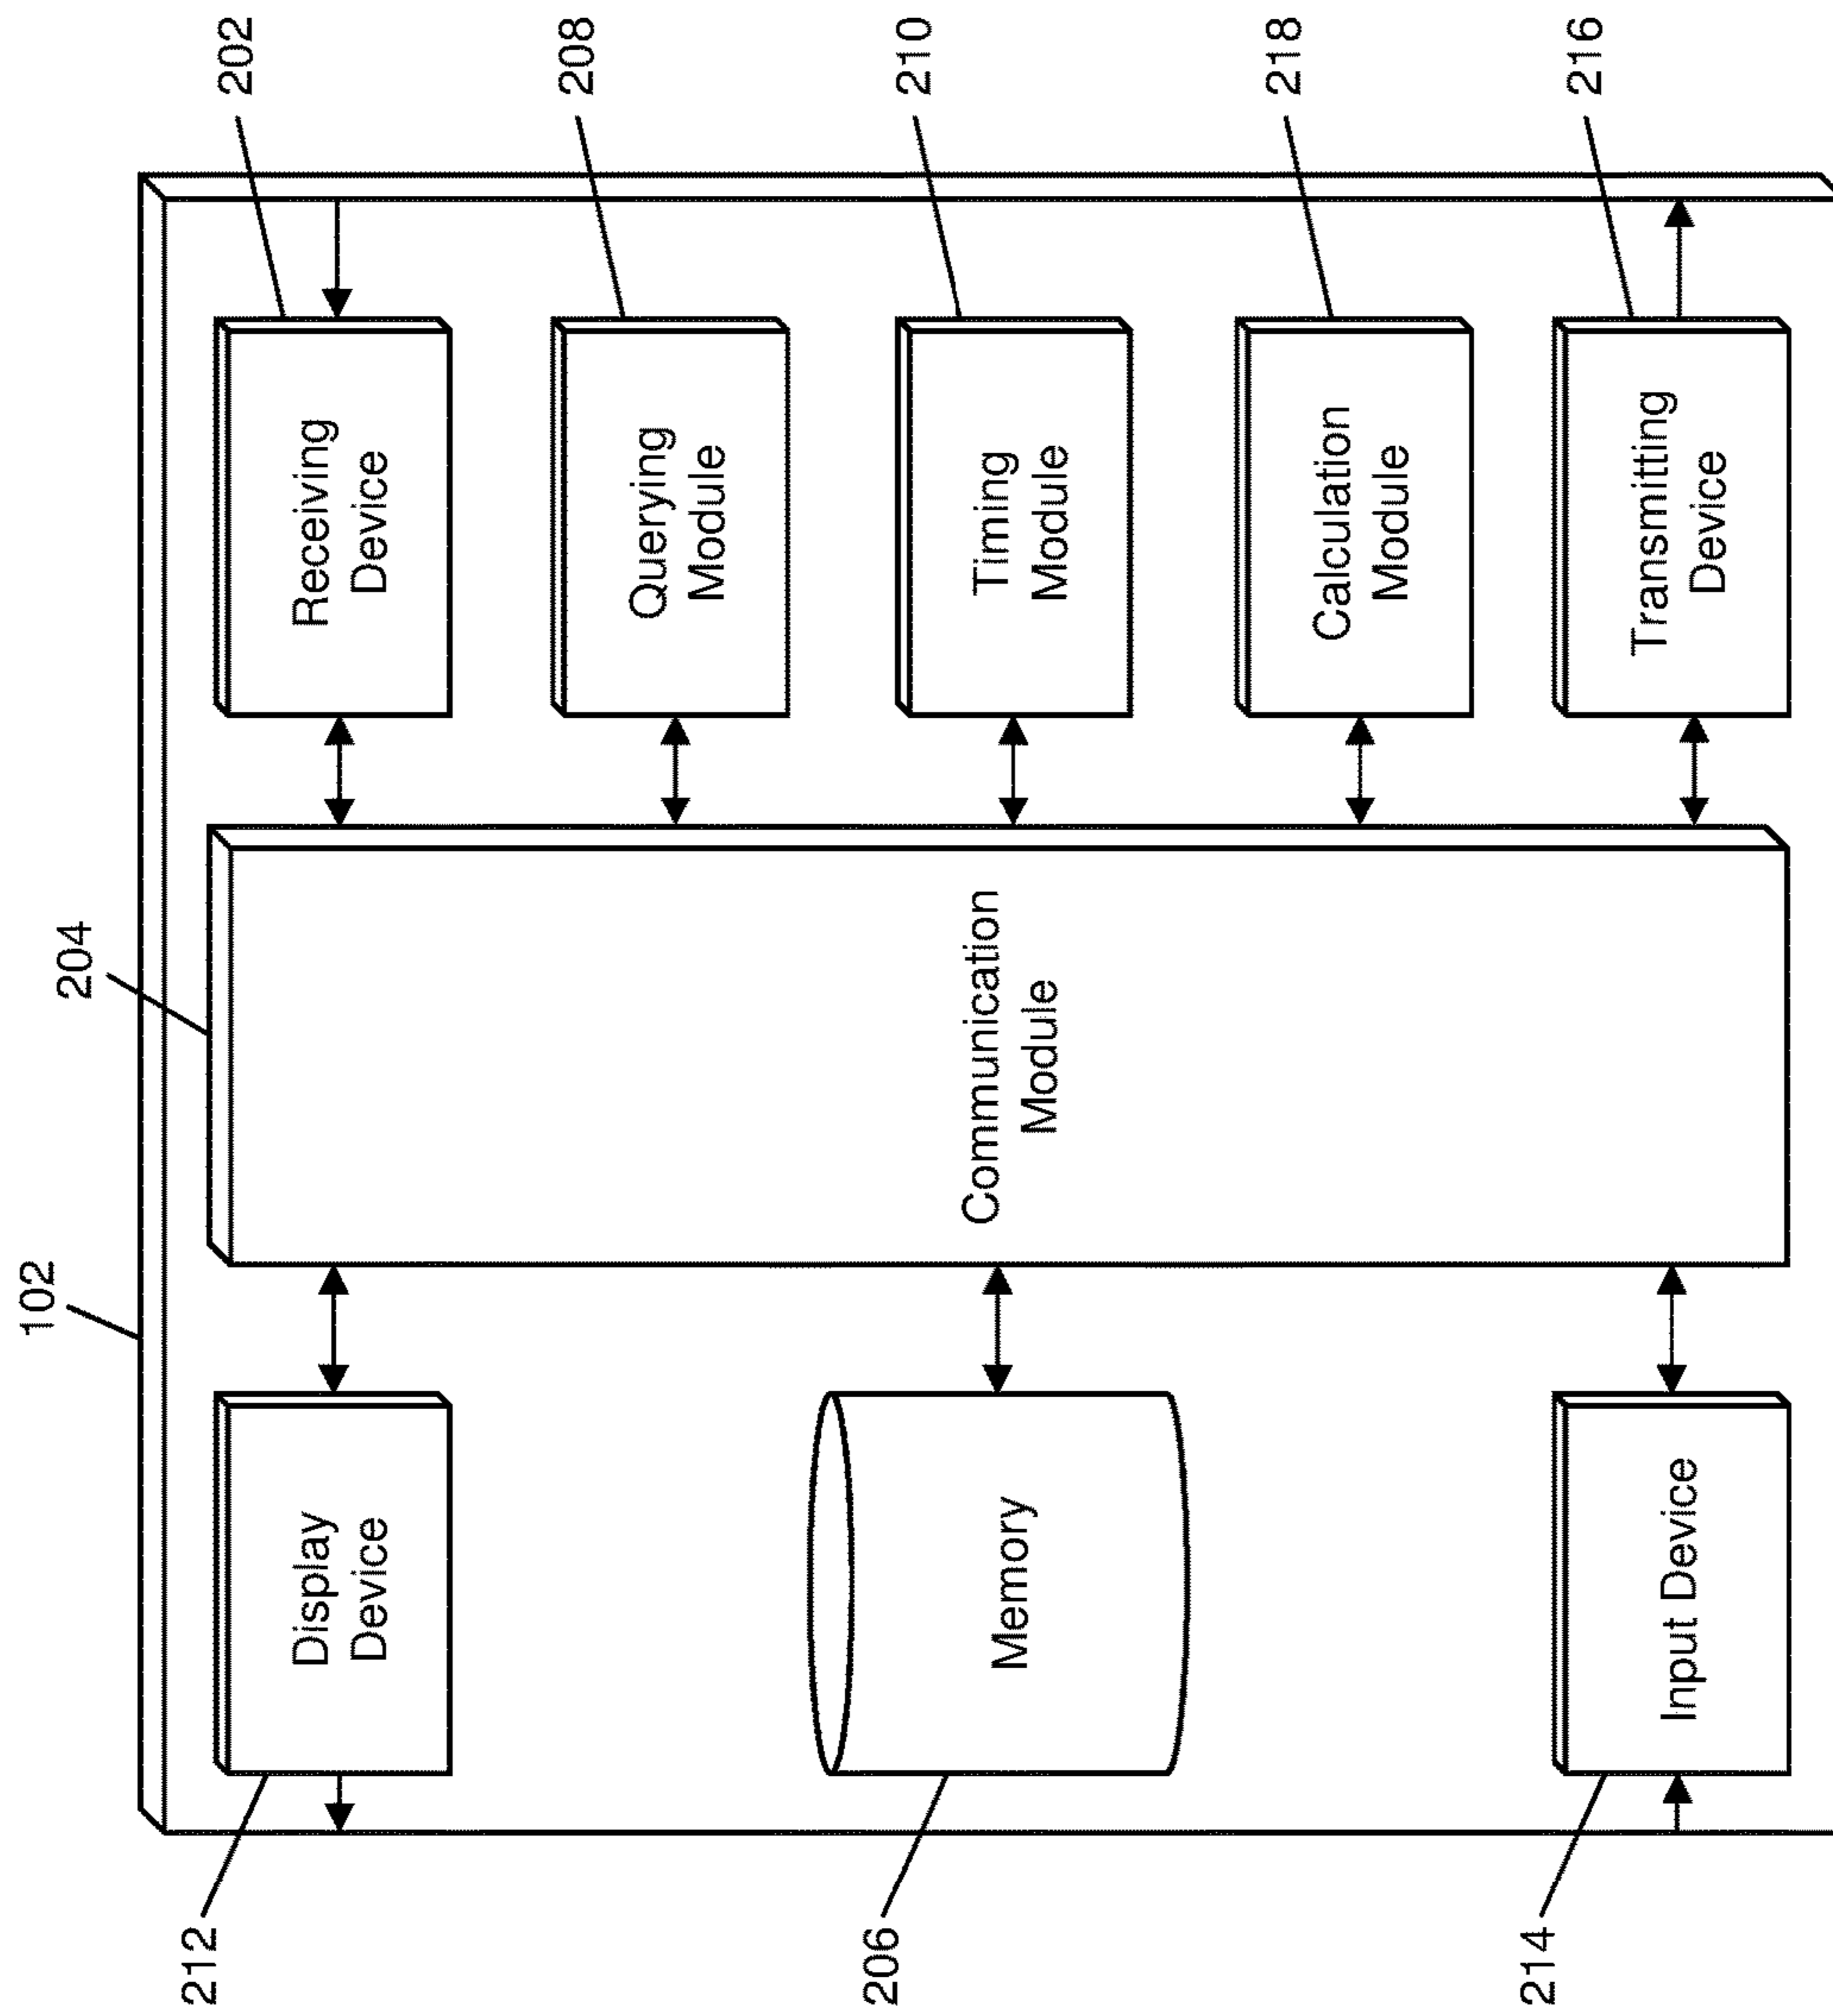 102
204
212
Display
Device
206
Memory
214
Input Device
Communication
Module
Receiving
Device
202
Querying
Module
208
Timing
Module
210
Calculation
Module
218
Transmitting
Device
216